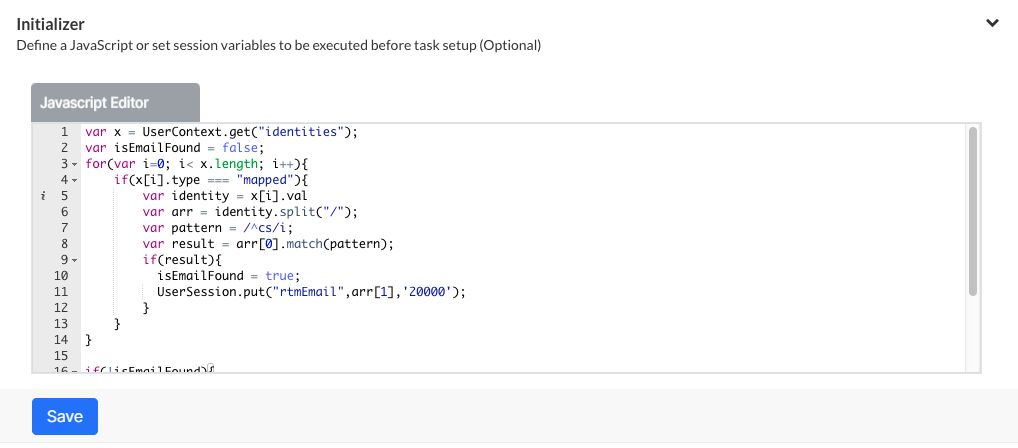 Initializer
Define a JavaScript or set session variables to be executed before task setup (Optional)
Javascript Editor
1 var x = UserContext.get("identities");
2 var isEmailFound = false;
3 for(var i=0; i< x.length; i++){
4 if(x[i].type === "mapped"){
i 5 var identity = x[i].val
6 var arr = identity.split("/");
7 var pattern = /^cs/i;
8 var result = arr[0].match(pattern);
9 if(result){
10 isEmailFound = true;
11 UserSession.put("rtmEmail",arr[1],'20000');
12 }
13 }
14 }
15
16 if(!isEmailFound){
Save